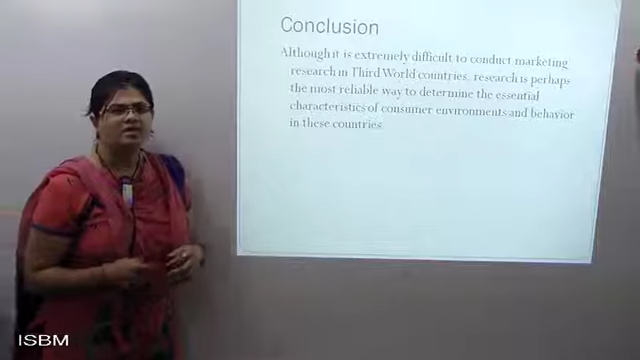 Conclusion
Although it is extremely difficult to conduct marketing
research in Third World countries, research is perhaps
the most reliable way to determine the essential
characteristics of consumer environments and behavior
in these countries.
ISBM